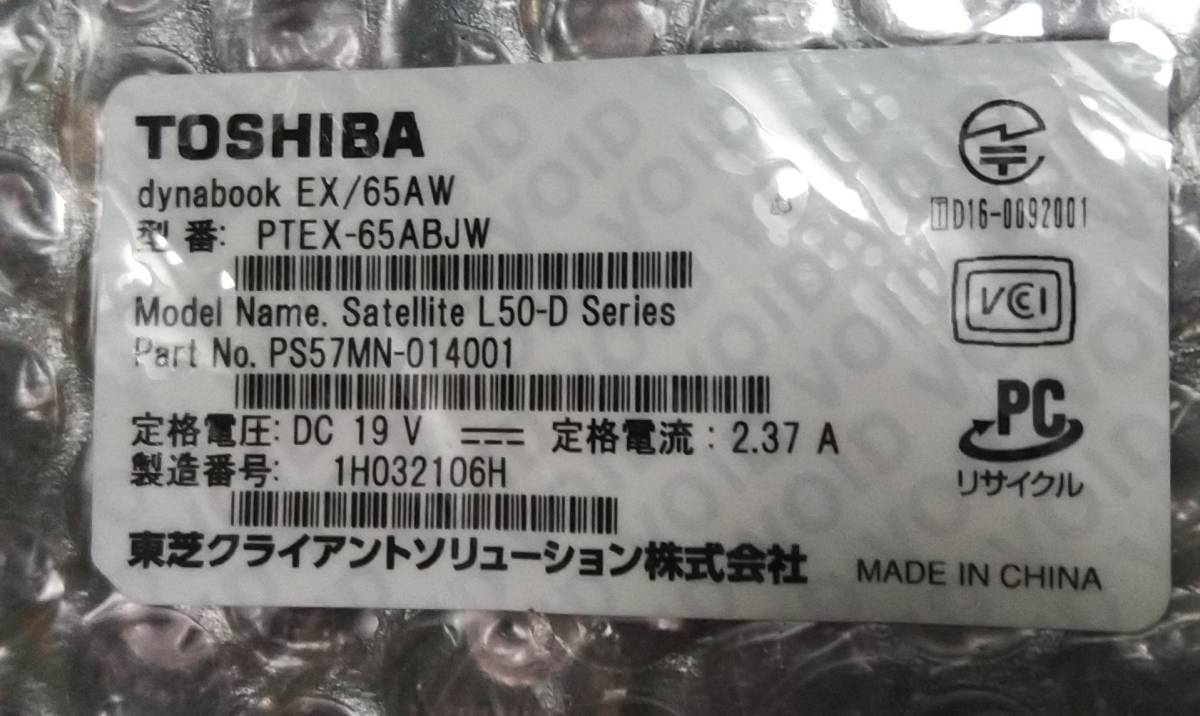 TOSHIBA
dynabook EX/65AW
型 番: PTEX-65ABJW
Model Name. Satellite L50-D Series
Part No. PS57MN-014001
定格電圧: DC 19 V 定格電流: 2.37 A
製造番号: 1H032106H
東芝クライアントソリューション株式会社
MADE IN CHINA
T D16-0092001
VCCI
PC
リサイクル
VOID